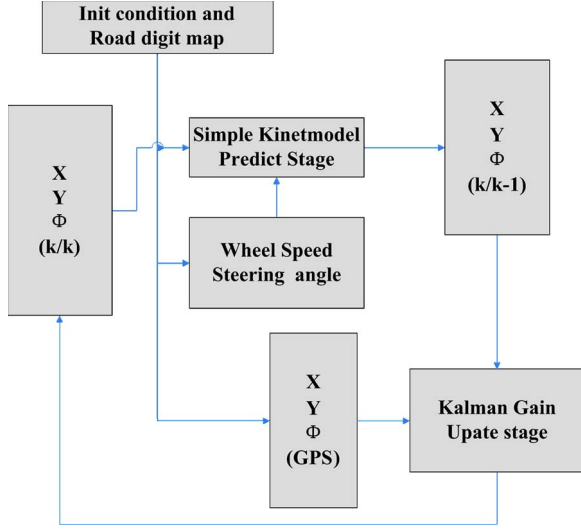 Init condition and
Road digit map
X
Y
Φ
(k/k)
Simple Kinetmodel
Predict Stage
X
Y
Φ
(k/k-1)
Wheel Speed
Steering angle
X
Y
Φ
(GPS)
Kalman Gain
Upate stage